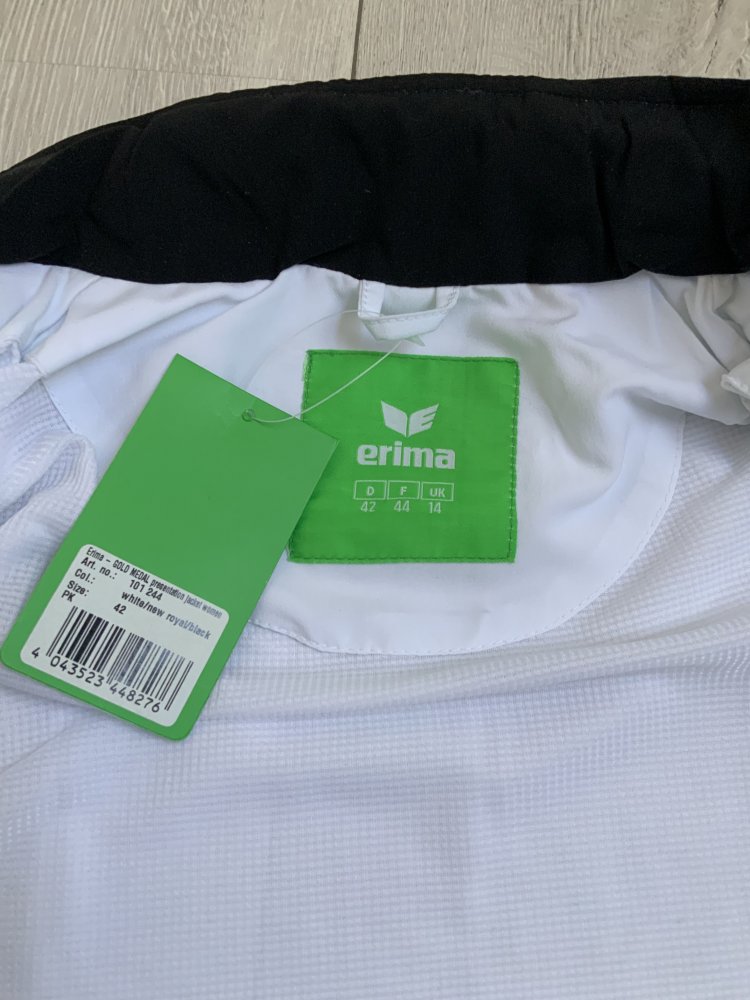 erima
D F UK
42 44 14
Erima – GOLD MEDAL presentation jacket women
Art. no.: 101 244
Col.: white/new royal/black
Size: 42
PK
4 043523 448276